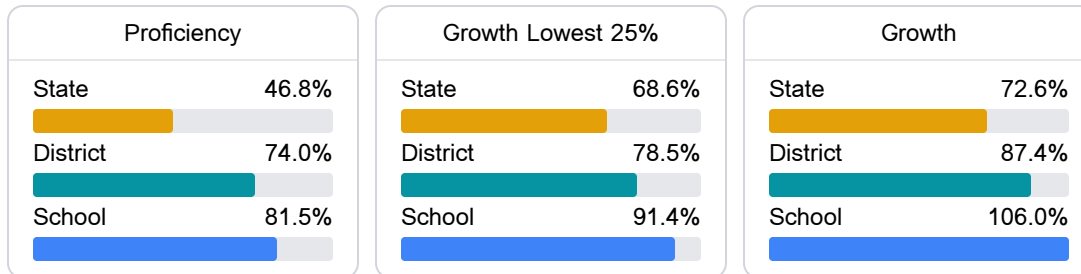 Proficiency
State 46.8%
District 74.0%
School 81.5%
Growth Lowest 25%
State 68.6%
District 78.5%
School 91.4%
Growth
State 72.6%
District 87.4%
School 106.0%